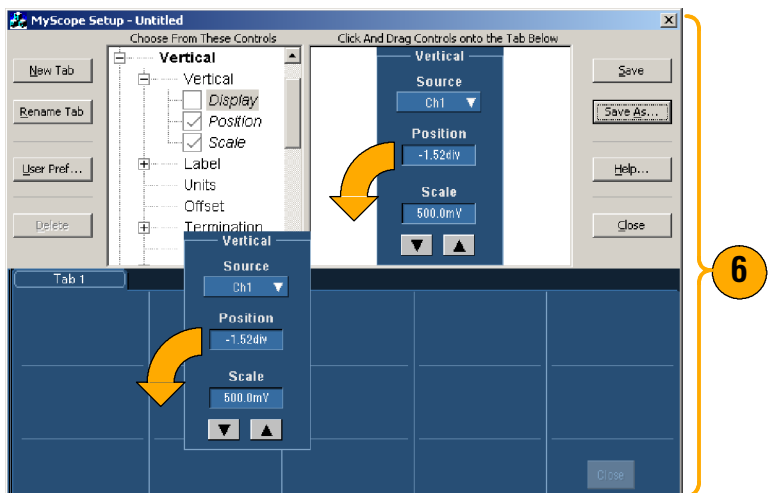 MyScope Setup - Untitled
Choose From These Controls
Click And Drag Controls onto the Tab Below
New Tab
Rename Tab
User Pref...
Delete
Vertical
Vertical
Display
Position
Scale
Label
Units
Offset
Termination
Vertical
Source
Ch1
Position
-1.52div
Scale
500.0mV
Save
Save As...
Help...
Close
6
Tab 1
Vertical
Source
Ch1
Position
-1.52div
Scale
500.0mV
Close